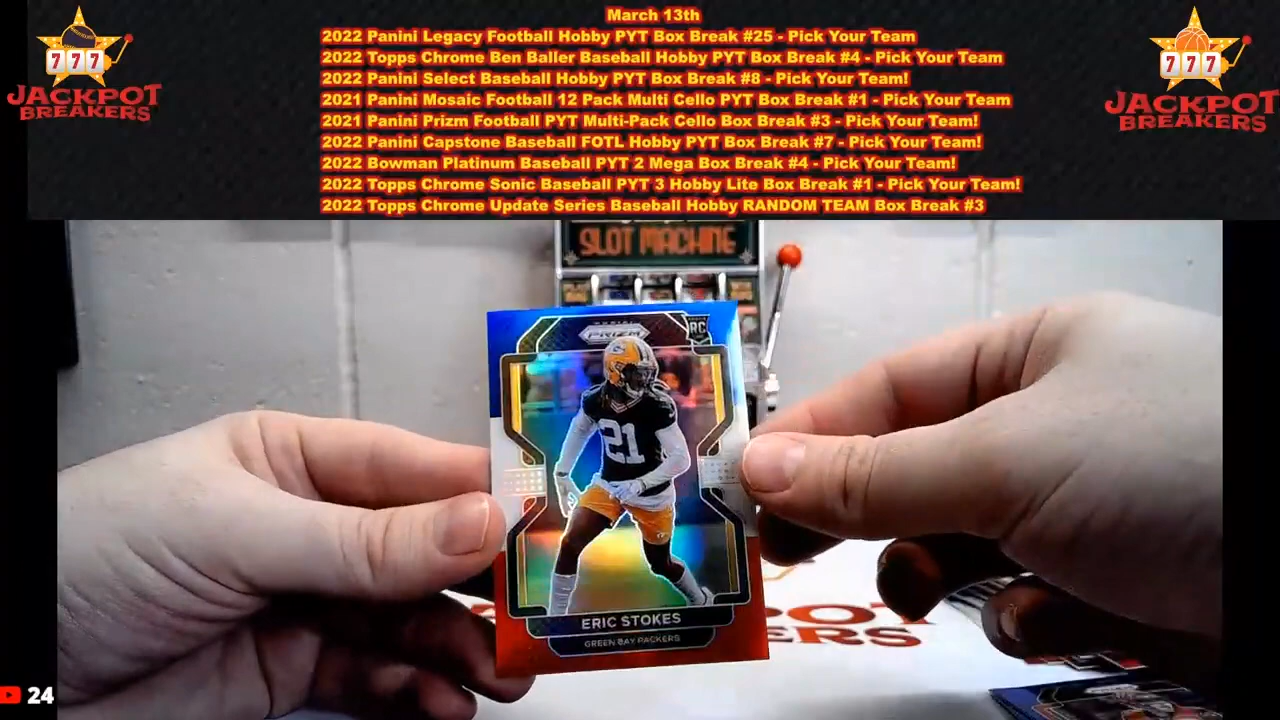 March 13th
2022 Panini Legacy Football Hobby PYT Box Break #25 - Pick Your Team
2022 Topps Chrome Ben Baller Baseball Hobby PYT Box Break #4 - Pick Your Team
2022 Panini Select Baseball Hobby PYT Box Break #8 - Pick Your Team!
2021 Panini Mosaic Football 12 Pack Multi Cello PYT Box Break #1 - Pick Your Team
2021 Panini Prizm Football PYT Multi-Pack Cello Box Break #3 - Pick Your Team!
2022 Panini Capstone Baseball FOTL Hobby PYT Box Break #7 - Pick Your Team!
2022 Bowman Platinum Baseball PYT 2 Mega Box Break #4 - Pick Your Team!
2022 Topps Chrome Sonic Baseball PYT 3 Hobby Lite Box Break #1 - Pick Your Team!
2022 Topps Chrome Update Series Baseball Hobby RANDOM TEAM Box Break #3
777
JACKPOT
BREAKERS
777
JACKPOT
BREAKERS
SLOT MACHINE
PANINI
PRIZM
RC
21
ERIC STOKES
GREEN BAY PACKERS
BREAKERS
24